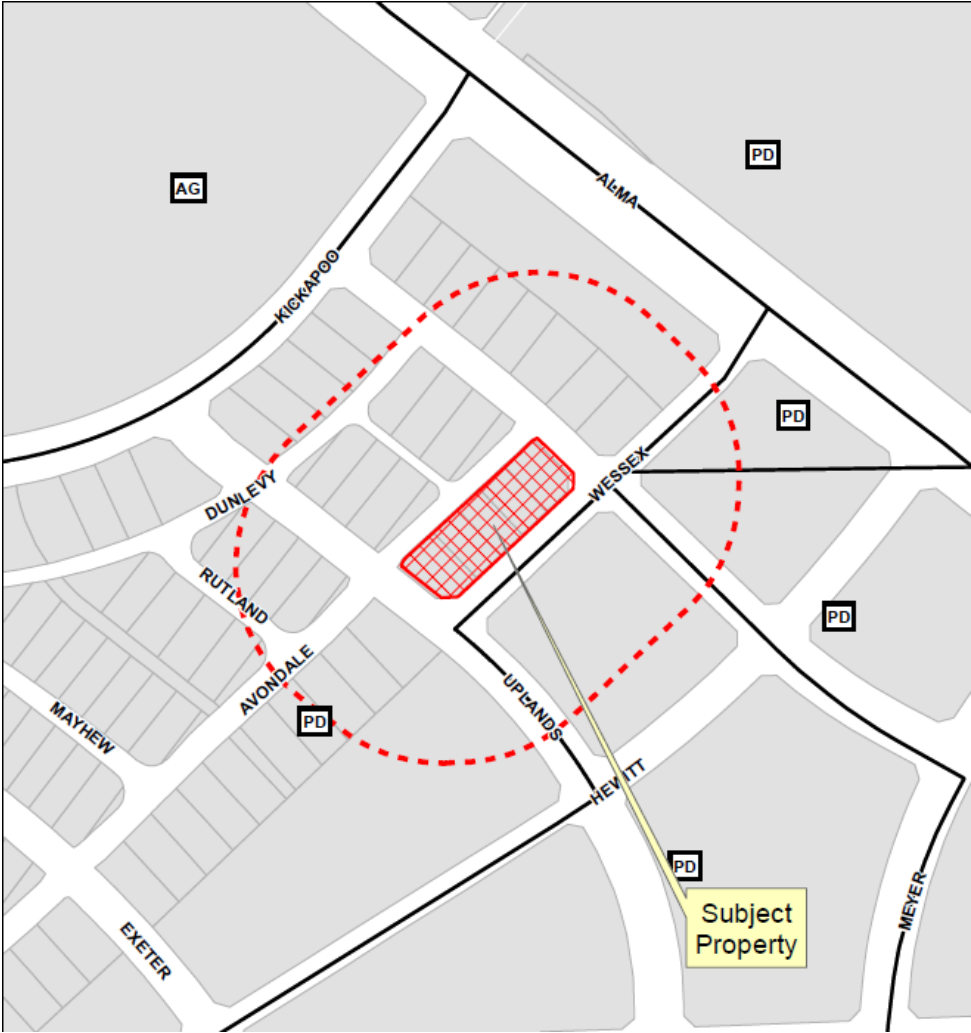 PD
ALMA
AG
KICKAPOO
PD
WESSEX
DUNLEVY
RUTLAND
PD
AVONDALE
UPLANDS
PD
MAYHEW
HEWITT
PD
MEYER
Subject
Property
EXETER